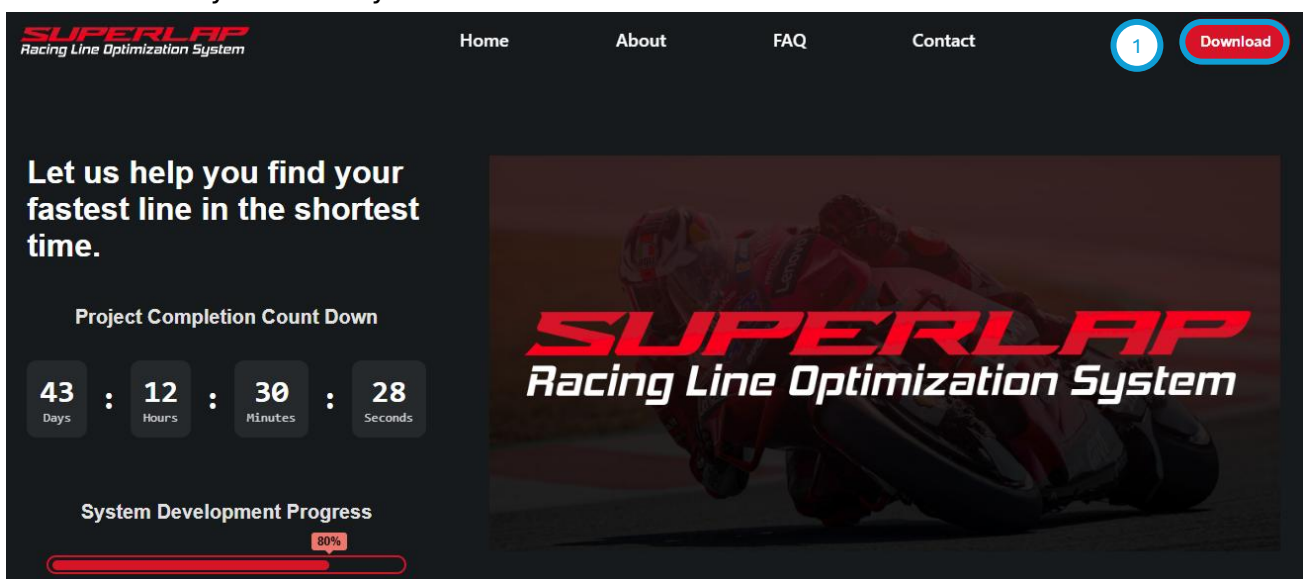 SUPERLAP
Racing Line Optimization System
Home About FAQ Contact 1 Download
Let us help you find your
fastest line in the shortest
time.
Project Completion Count Down
43 : 12 : 30 : 28
Days Hours Minutes Seconds
System Development Progress
80%
SUPERLAP
Racing Line Optimization System
Lenovo